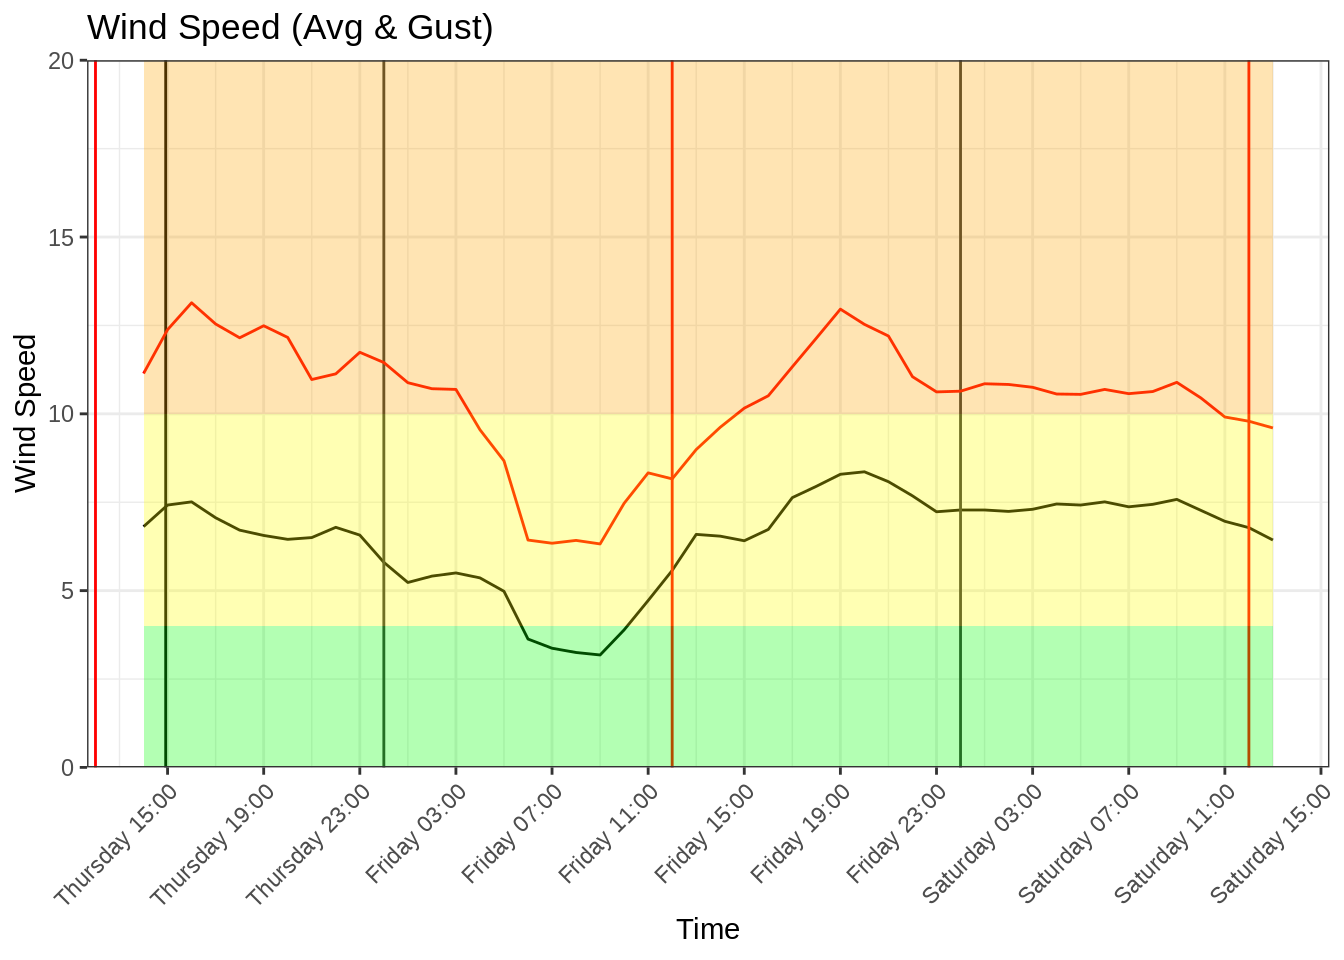 Wind Speed (Avg & Gust)
20
15
10
5
0
Wind Speed
Thursday 15:00
Thursday 19:00
Thursday 23:00
Friday 03:00
Friday 07:00
Friday 11:00
Friday 15:00
Friday 19:00
Friday 23:00
Saturday 03:00
Saturday 07:00
Saturday 11:00
Saturday 15:00
Time